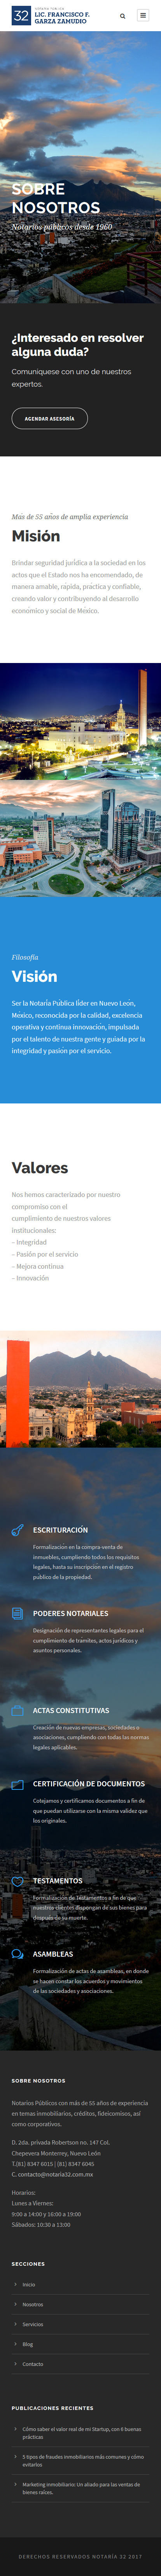 32
NOTARÍA PÚBLICA
LIC. FRANCISCO F.
GARZA ZAMUDIO
SOBRE
NOSOTROS
Notarios públicos desde 1960
¿Interesado en resolver
alguna duda?
Comuníquese con uno de nuestros
expertos.
AGENDAR ASESORÍA
Más de 55 años de amplia experiencia
Misión
Brindar seguridad jurídica a la sociedad en los
actos que el Estado nos ha encomendado, de
manera amable, rápida, práctica y confiable,
creando valor y contribuyendo al desarrollo
económico y social de México.
Filosofía
Visión
Ser la Notaría Pública líder en Nuevo León,
México, reconocida por la calidad, excelencia
operativa y continua innovación, impulsada
por el talento de nuestra gente y guiada por la
integridad y pasión por el servicio.
Valores
Nos hemos caracterizado por nuestro
compromiso con el
cumplimiento de nuestros valores
institucionales:
– Integridad
– Pasión por el servicio
– Mejora continua
– Innovación
ESCRITURACIÓN
Formalización en la compra-venta de
inmuebles, cumpliendo todos los requisitos
legales, hasta su inscripción en el registro
público de la propiedad.
PODERES NOTARIALES
Designación de representantes legales para el
cumplimiento de trámites, actos jurídicos y
asuntos personales.
ACTAS CONSTITUTIVAS
Creación de nuevas empresas, sociedades o
asociaciones, cumpliendo con todas las normas
legales aplicables.
CERTIFICACIÓN DE DOCUMENTOS
Cotejamos y certificamos documentos a fin de
que puedan utilizarse con la misma validez que
los originales.
TESTAMENTOS
Formalización de Testamentos a fin de que
nuestros clientes dispongan de sus bienes para
después de su muerte.
ASAMBLEAS
Formalización de actas de asambleas, en donde
se hacen constar los acuerdos y movimientos
de las sociedades y asociaciones.
SOBRE NOSOTROS
Notarios Públicos con más de 55 años de experiencia
en temas inmobiliarios, créditos, fideicomisos, así
como corporativos.
D. 2da. privada Robertson no. 147 Col.
Chepevera Monterrey, Nuevo León
T.(81) 8347 6015 | (81) 8347 6045
C. contacto@notaria32.com.mx
Horarios:
Lunes a Viernes:
9:00 a 14:00 y 16:00 a 19:00
Sábados: 10:30 a 13:00
SECCIONES
Inicio
Nosotros
Servicios
Blog
Contacto
PUBLICACIONES RECIENTES
Cómo saber el valor real de mi Startup, con 6 buenas
prácticas
5 tipos de fraudes inmobiliarios más comunes y cómo
evitarlos
Marketing Inmobiliario: Un aliado para las ventas de
bienes raíces.
DERECHOS RESERVADOS NOTARÍA 32 2017